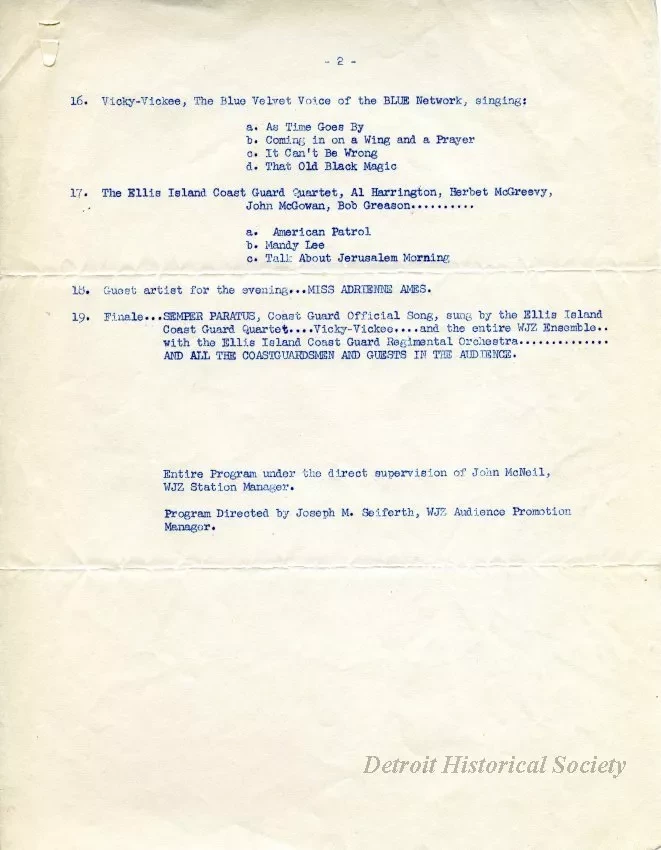 - 2 -
16. Vicky-Vickee, The Blue Velvet Voice of the BLUE Network, singing:
a. As Time Goes By
b. Coming in on a Wing and a Prayer
c. It Can't Be Wrong
d. That Old Black Magic
17. The Ellis Island Coast Guard Quartet, Al Harrington, Herbet McGreevy,
John McGowan, Bob Greason..........
a. American Patrol
b. Mandy Lee
c. Talk About Jerusalem Morning
18. Guest artist for the evening...MISS ADRIENNE AMES.
19. Finale...SEMPER PARATUS, Coast Guard Official Song, sung by the Ellis Island
Coast Guard Quartet....Vicky-Vickee....and the entire WJZ Ensemble..
with the Ellis Island Coast Guard Regimental Orchestra..............
AND ALL THE COASTGUARDSMEN AND GUESTS IN THE AUDIENCE.
Entire Program under the direct supervision of John McNeil,
WJZ Station Manager.
Program Directed by Joseph M. Seiferth, WJZ Audience Promotion
Manager.
Detroit Historical Society